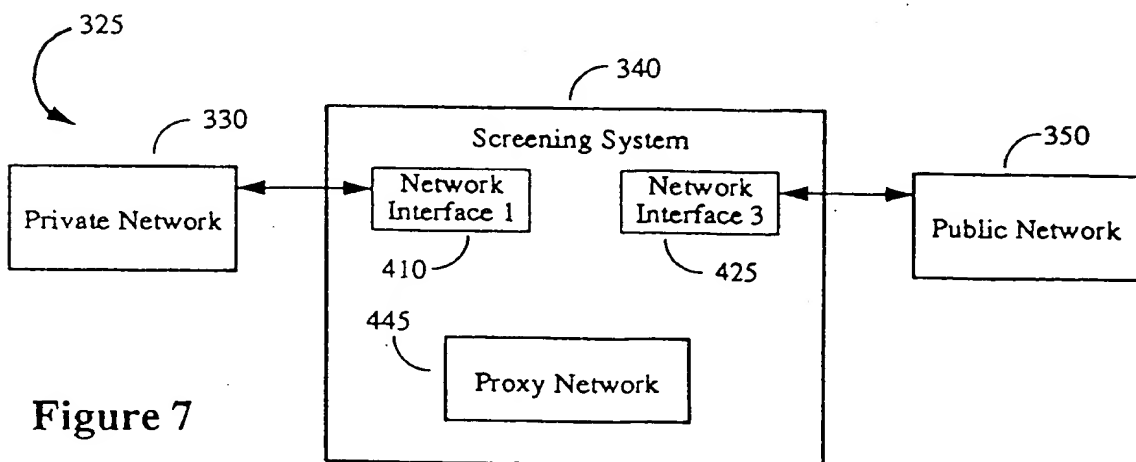 325
340
330
350
Screening System
Private Network
Network
Interface 1
Network
Interface 3
Public Network
410
425
445
Proxy Network
Figure 7